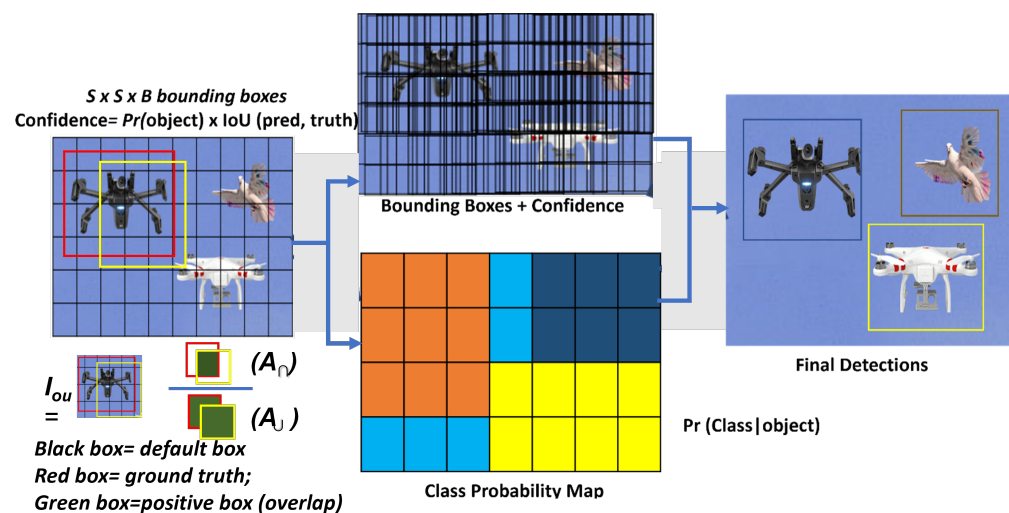 S x S x B bounding boxes
Confidence= Pr(object) x IoU (pred, truth)
Bounding Boxes + Confidence
Final Detections
I_ou
=
(A∩)
(A∪)
Black box= default box
Red box= ground truth;
Green box=positive box (overlap)
Pr (Class|object)
Class Probability Map